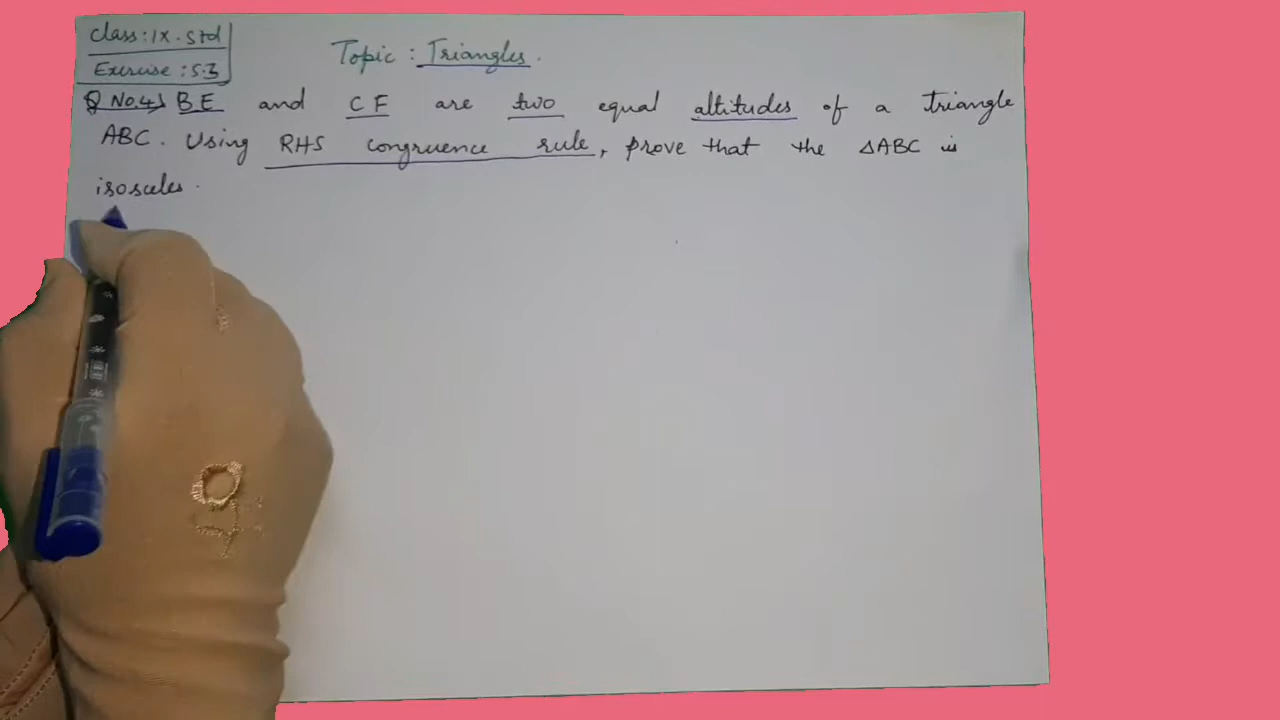 Class: IX. Std
Exercise: 5.3
Topic: Triangles.
Q No.4) BE and CF are two equal altitudes of a triangle
ABC. Using RHS congruence rule, prove that the ΔABC is
isosceles.